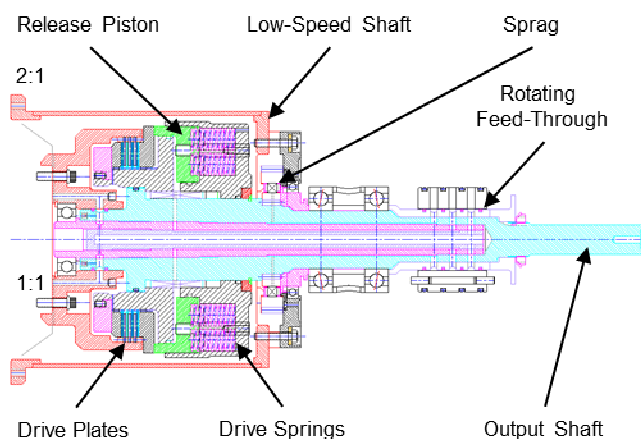 Release Piston
Low-Speed Shaft
Sprag
2:1
Rotating
Feed-Through
1:1
Drive Plates
Drive Springs
Output Shaft